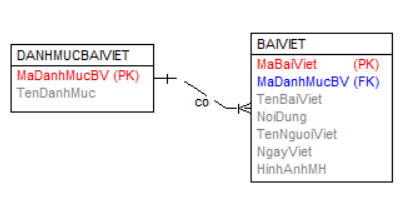 DANHMUCBAIVIET
MaDanhMucBV (PK)
TenDanhMuc
co
BAIVIET
MaBaiViet (PK)
MaDanhMucBV (FK)
TenBaiViet
NoiDung
TenNguoiViet
NgayViet
HinhAnhMH